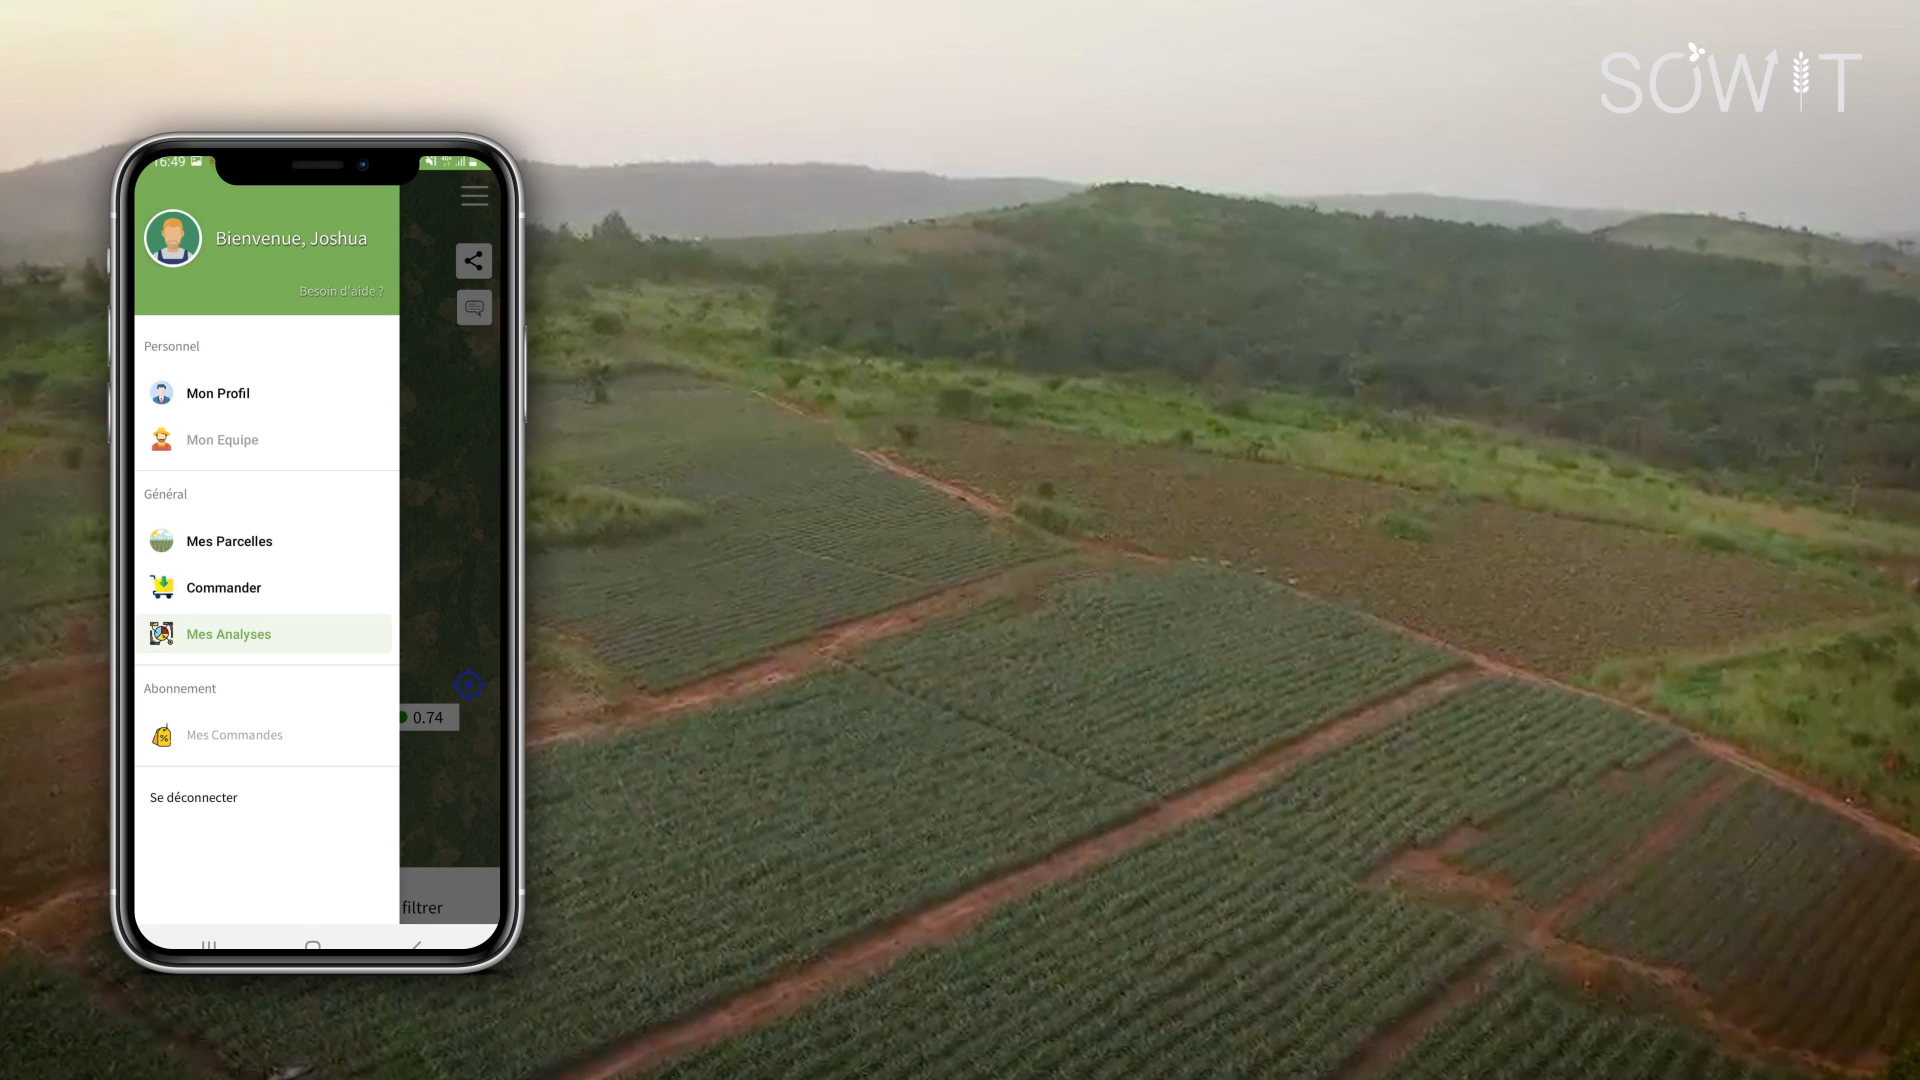 SOWIT
16:49
Bienvenue, Joshua
Besoin d'aide ?
Personnel
Mon Profil
Mon Equipe
Général
Mes Parcelles
Commander
Mes Analyses
0.74
Abonnement
Mes Commandes
Se déconnecter
filtrer